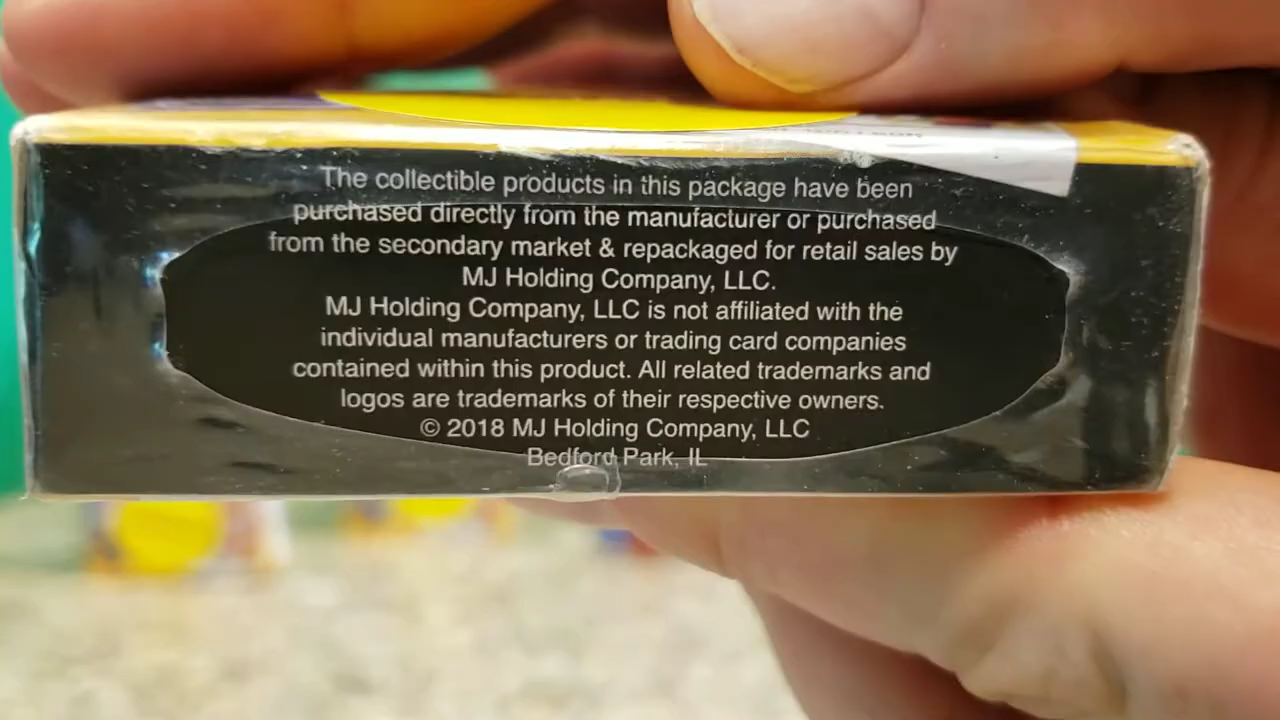 The collectible products in this package have been
purchased directly from the manufacturer or purchased
from the secondary market & repackaged for retail sales by
MJ Holding Company, LLC.
MJ Holding Company, LLC is not affiliated with the
individual manufacturers or trading card companies
contained within this product. All related trademarks and
logos are trademarks of their respective owners.
© 2018 MJ Holding Company, LLC
Bedford Park, IL